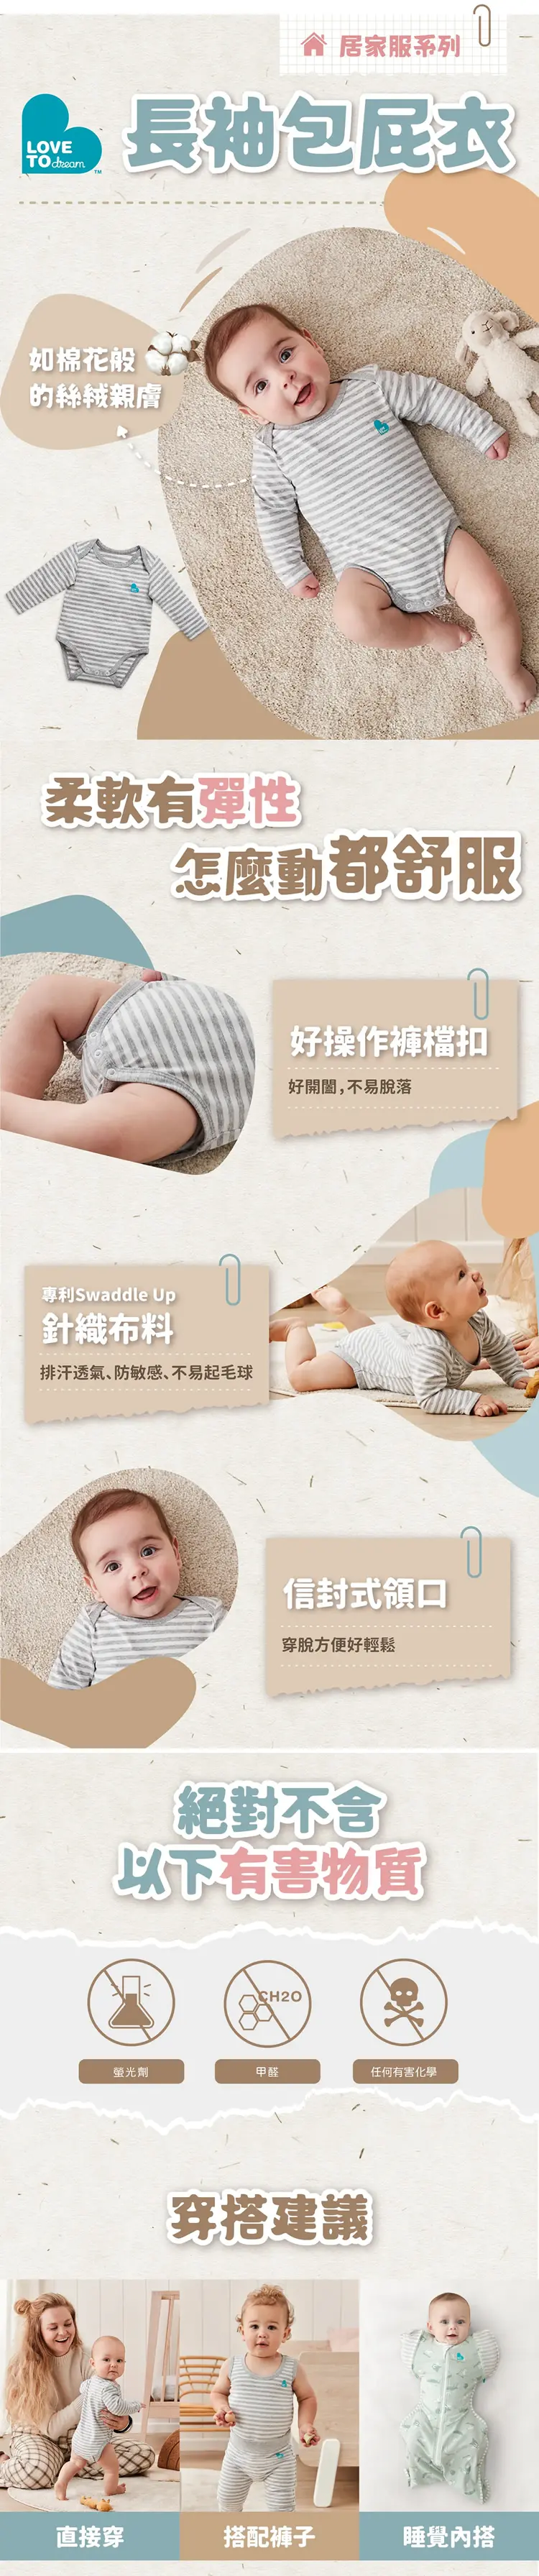 居家服系列
LOVE
TO dream
TM
長袖包屁衣
如棉花般
的絲絨親膚
柔軟有彈性
怎麼動都舒服
好操作褲檔扣
好開闔,不易脫落
專利Swaddle Up
針織布料
排汗透氣、防敏感、不易起毛球
信封式領口
穿脫方便好輕鬆
絕對不含
以下有害物質
CH2O
螢光劑
甲醛
任何有害化學
穿搭建議
直接穿
搭配褲子
睡覺內搭